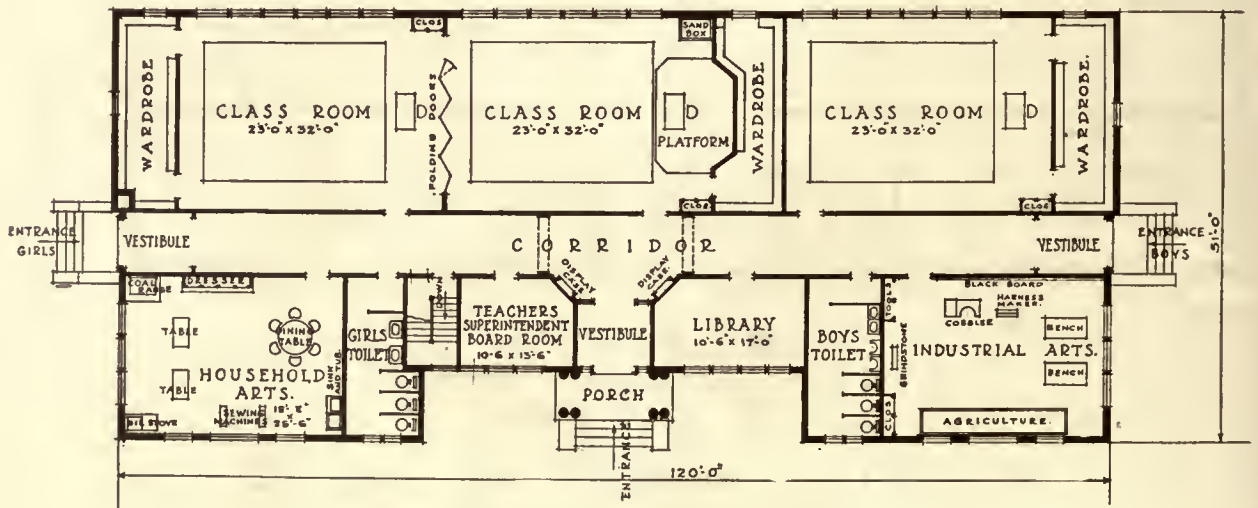 CLOS
SAND
BOX
WARDROBE
CLASS ROOM
23'-0" X 32'-0"
D
FOLDING DOORS
CLASS ROOM
23'-0" X 32'-0"
D
PLATFORM
WARDROBE
CLASS ROOM
23'-0" X 32'-0"
D
WARDROBE.
CLOS
CLOS
ENTRANCE
GIRLS
VESTIBULE
CORRIDOR
VESTIBULE
ENTRANCE
BOYS
51'-0"
COAL
RANGE
DRESSER
DOWN
DISPLAY
CASE
DISPLAY
CASE
TOOLS
BLACK BOARD
HARNESS
MAKER.
COBBLER
TABLE
DINING
TABLE
GIRLS
TOILET
TEACHERS
SUPERINTENDENT
BOARD ROOM
10-6 X 15-6"
VESTIBULE
LIBRARY
10'-6" X 17'-0"
BOYS
TOILET
GRINDSTONE
INDUSTRIAL ARTS.
BENCH
BENCH
TABLE
HOUSEHOLD
ARTS.
SINK
AND TUB.
PORCH
OIL STOVE
SEWING
MACHINES
CLOS
AGRICULTURE.
ENTRANCE
120'-0"